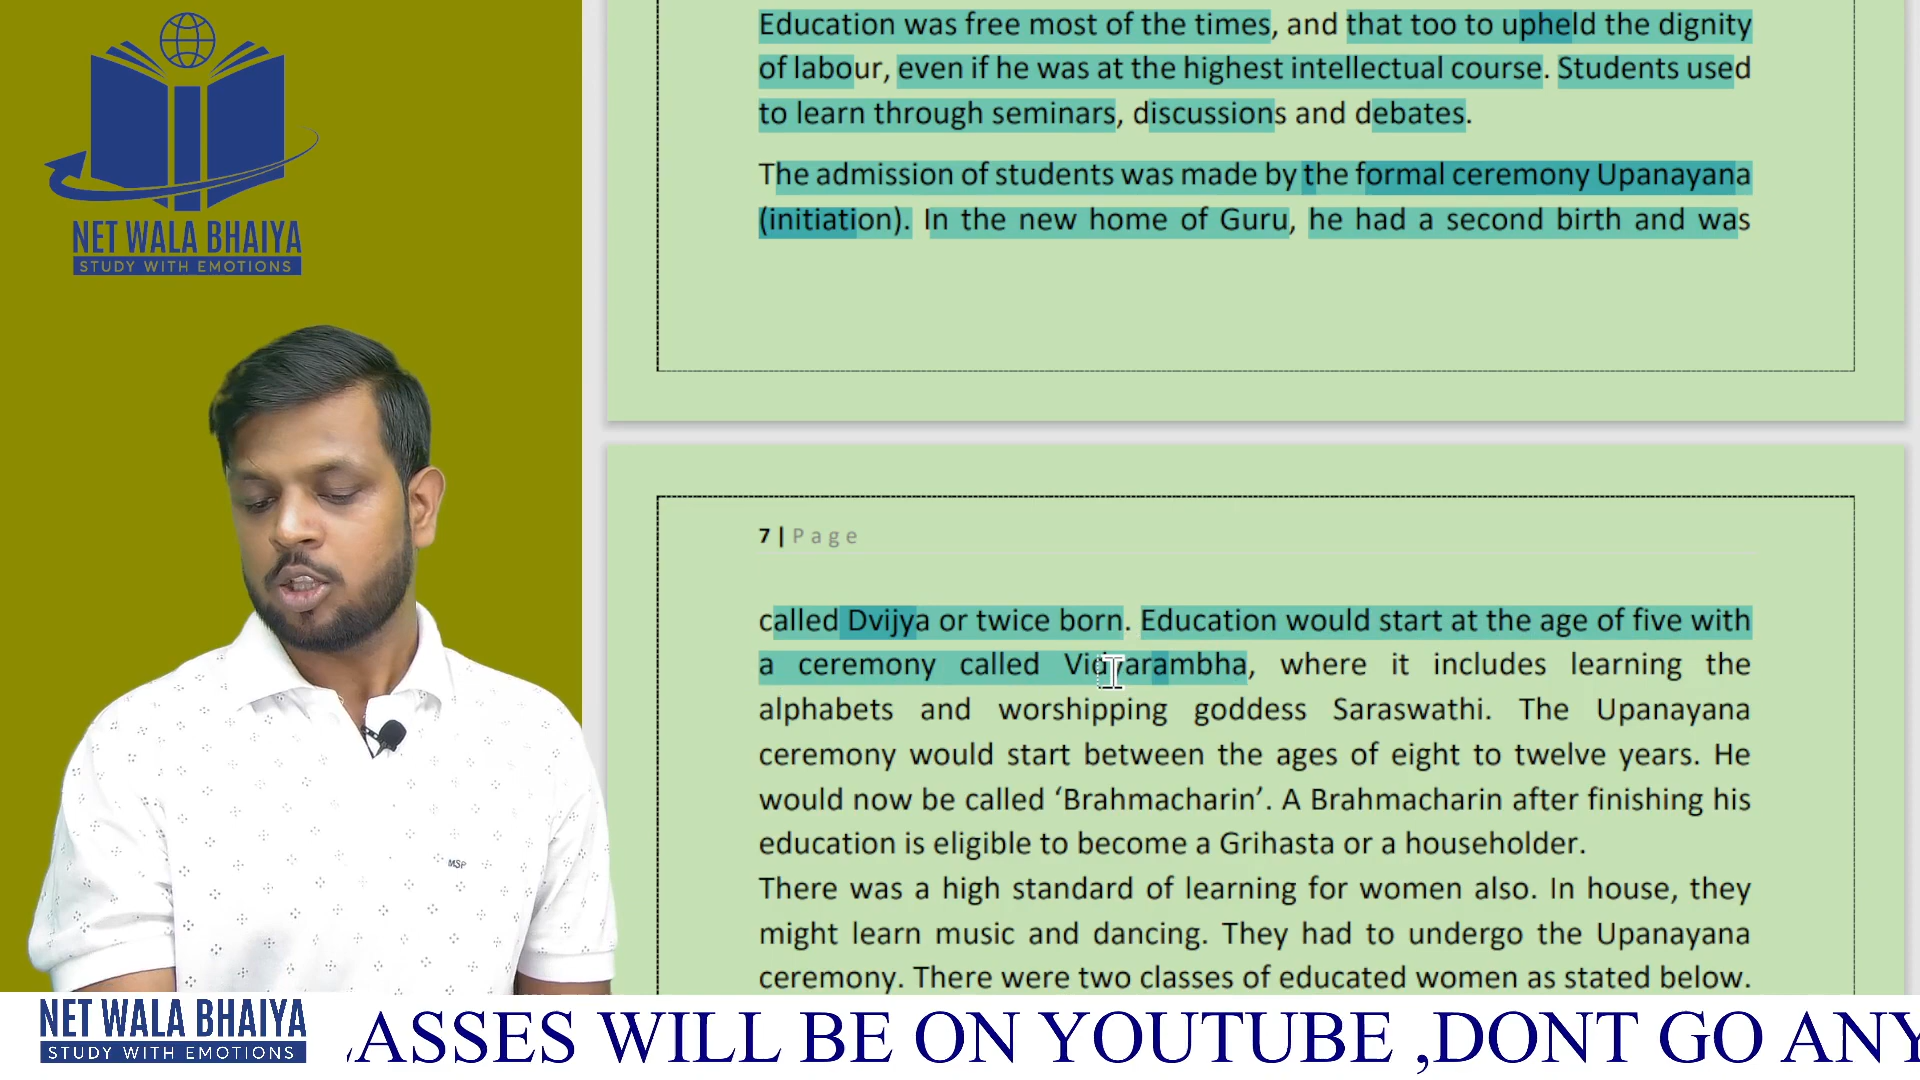 NET WALA BHAIYA
STUDY WITH EMOTIONS
Education was free most of the times, and that too to upheld the dignity
of labour, even if he was at the highest intellectual course. Students used
to learn through seminars, discussions and debates.
The admission of students was made by the formal ceremony Upanayana
(initiation). In the new home of Guru, he had a second birth and was
7 | Page
called Dvijya or twice born. Education would start at the age of five with
a ceremony called Vidyarambha, where it includes learning the
alphabets and worshipping goddess Saraswathi. The Upanayana
ceremony would start between the ages of eight to twelve years. He
would now be called ‘Brahmacharin’. A Brahmacharin after finishing his
education is eligible to become a Grihasta or a householder.
There was a high standard of learning for women also. In house, they
might learn music and dancing. They had to undergo the Upanayana
ceremony. There were two classes of educated women as stated below.
MSP
NET WALA BHAIYA
STUDY WITH EMOTIONS
ASSES WILL BE ON YOUTUBE ,DONT GO ANY